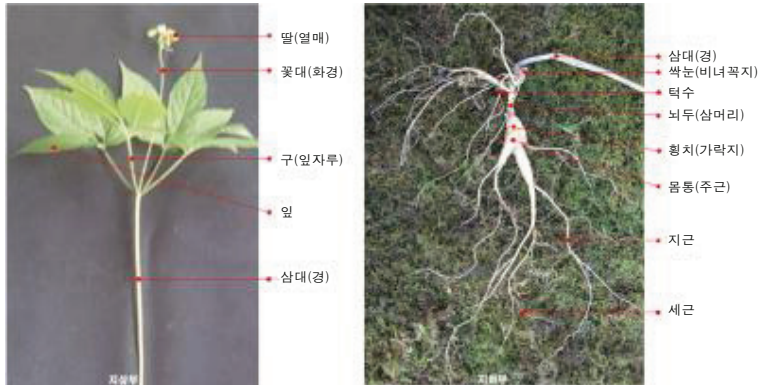 딸(열매)
꽃대(화경)
구(잎자루)
잎
삼대(경)
지상부
삼대(경)
싹눈(비녀꼭지)
턱수
뇌두(삼머리)
횡치(가락지)
몸통(주근)
지근
세근
지하부